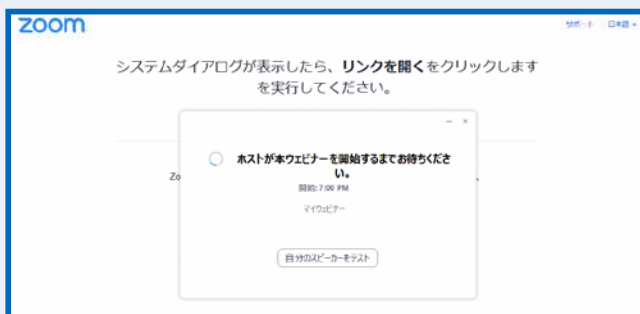 zoom
サポート 日本語
システムダイアログが表示したら、リンクを開くをクリックします
を実行してください。
ホストが本ウェビナーを開始するまでお待ちくださ
い。
Zo
開始: 7:00 PM
マイウェビナー
自分のスピーカーをテスト